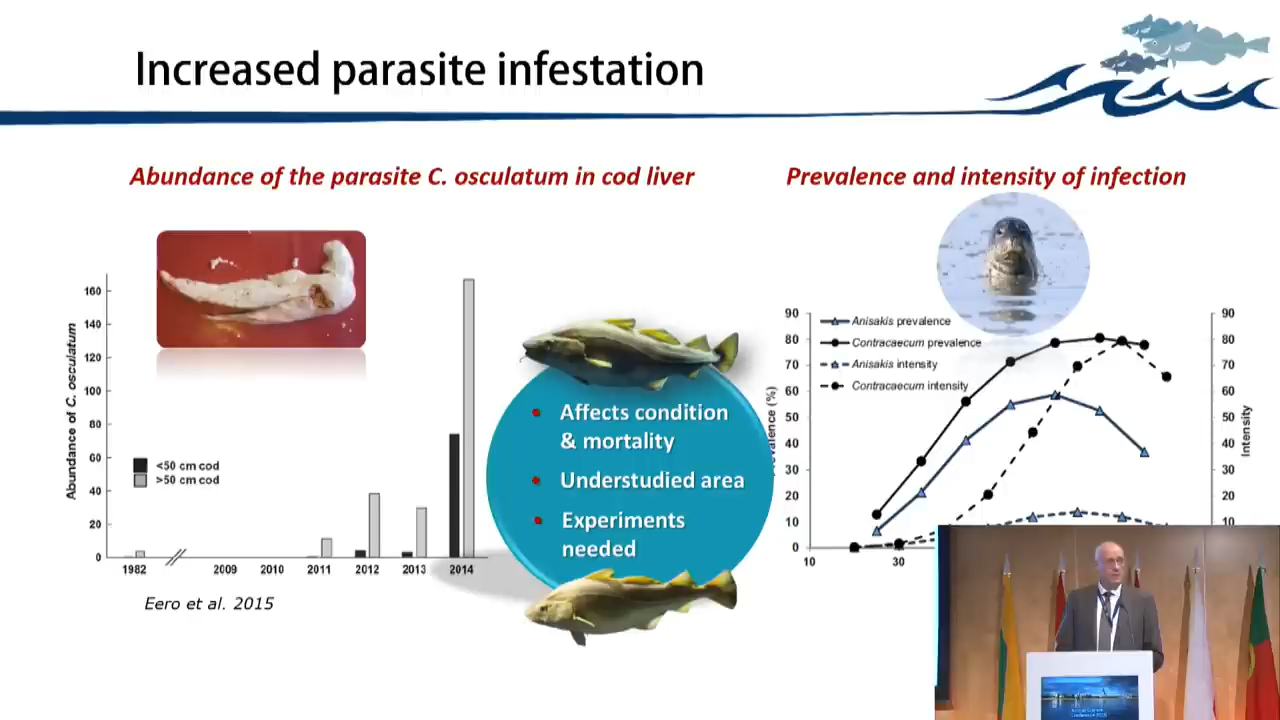 Increased parasite infestation
Abundance of the parasite C. osculatum in cod liver
Abundance of C. osculatum
160
140
120
100
80
60
40
20
0
<50 cm cod
>50 cm cod
1982
2009
2010
2011
2012
2013
2014
Eero et al. 2015
Affects condition
& mortality
Understudied area
Experiments
needed
Prevalence and intensity of infection
90
80
70
60
50
40
30
20
10
0
(%)
Anisakis prevalence
Contracaecum prevalence
Anisakis intensity
Contracaecum intensity
10
30
90
80
70
60
50
40
30
20
10
Intensity